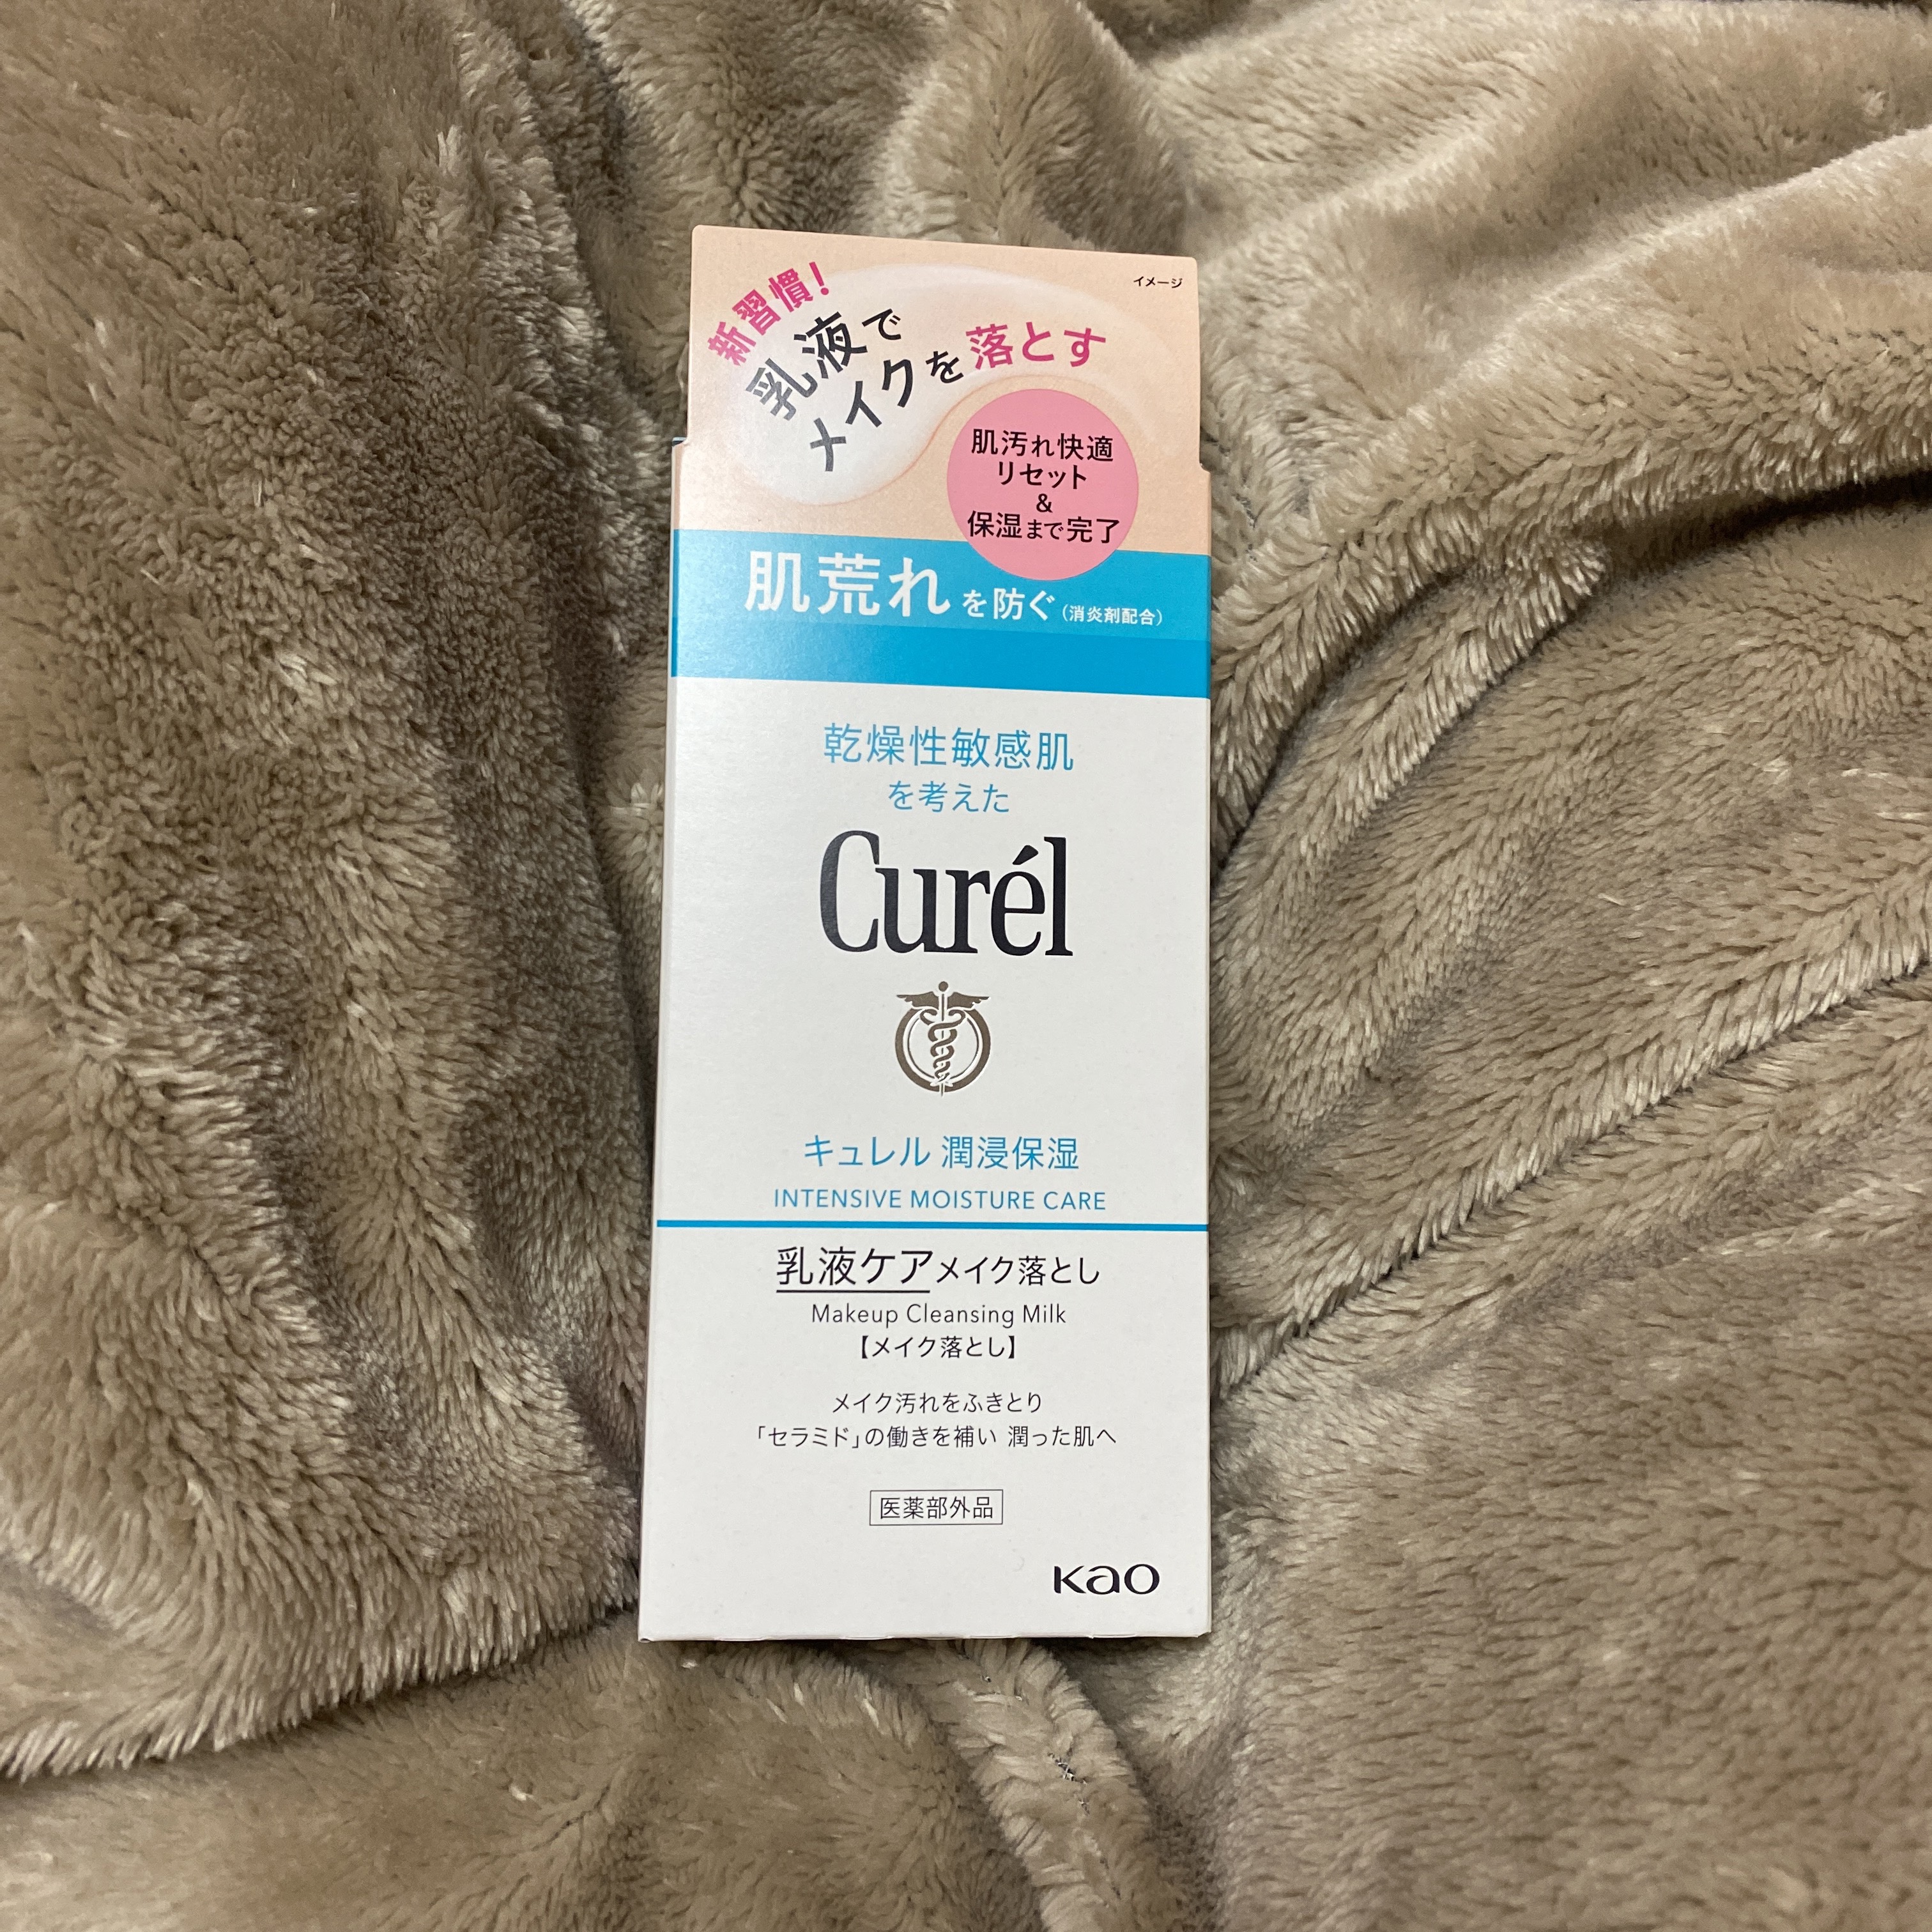 イメージ
新習慣!
乳液で
メイクを落とす
肌汚れ快適
リセット
&
保湿まで完了
肌荒れを防ぐ(消炎剤配合)
乾燥性敏感肌
を考えた
Curél
キュレル 潤浸保湿
INTENSIVE MOISTURE CARE
乳液ケアメイク落とし
Makeup Cleansing Milk
【メイク落とし】
メイク汚れをふきとり
「セラミド」の働きを補い 潤った肌へ
医薬部外品
Kao